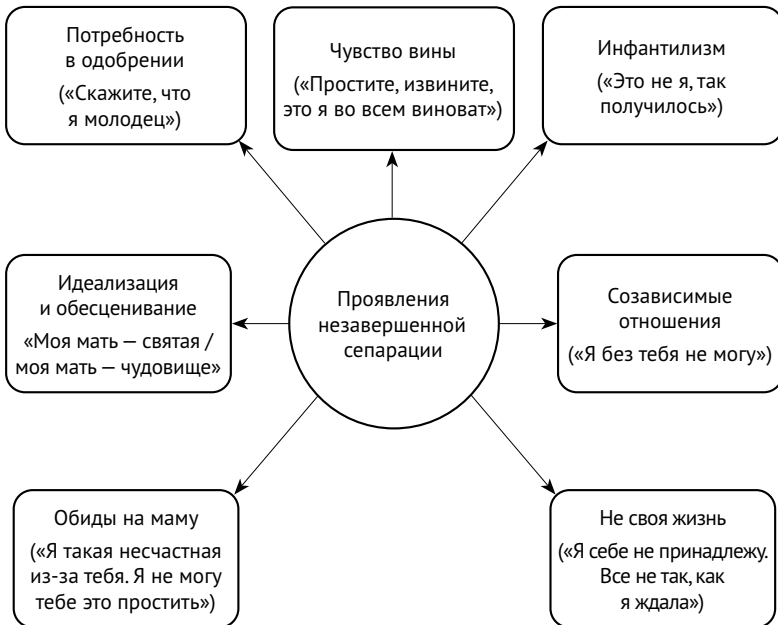 Потребность
в одобрении
(«Скажите, что
я молодец»)
Чувство вины
(«Простите, извините,
это я во всем виноват»)
Инфантилизм
(«Это не я, так
получилось»)
Идеализация
и обесценивание
«Моя мать — святая /
моя мать — чудовище»
Проявления
незавершенной
сепарации
Созависимые
отношения
(«Я без тебя не могу»)
Обиды на маму
(«Я такая несчастная
из-за тебя. Я не могу
тебе это простить»)
Не своя жизнь
(«Я себе не принадлежу.
Все не так, как
я ждала»)